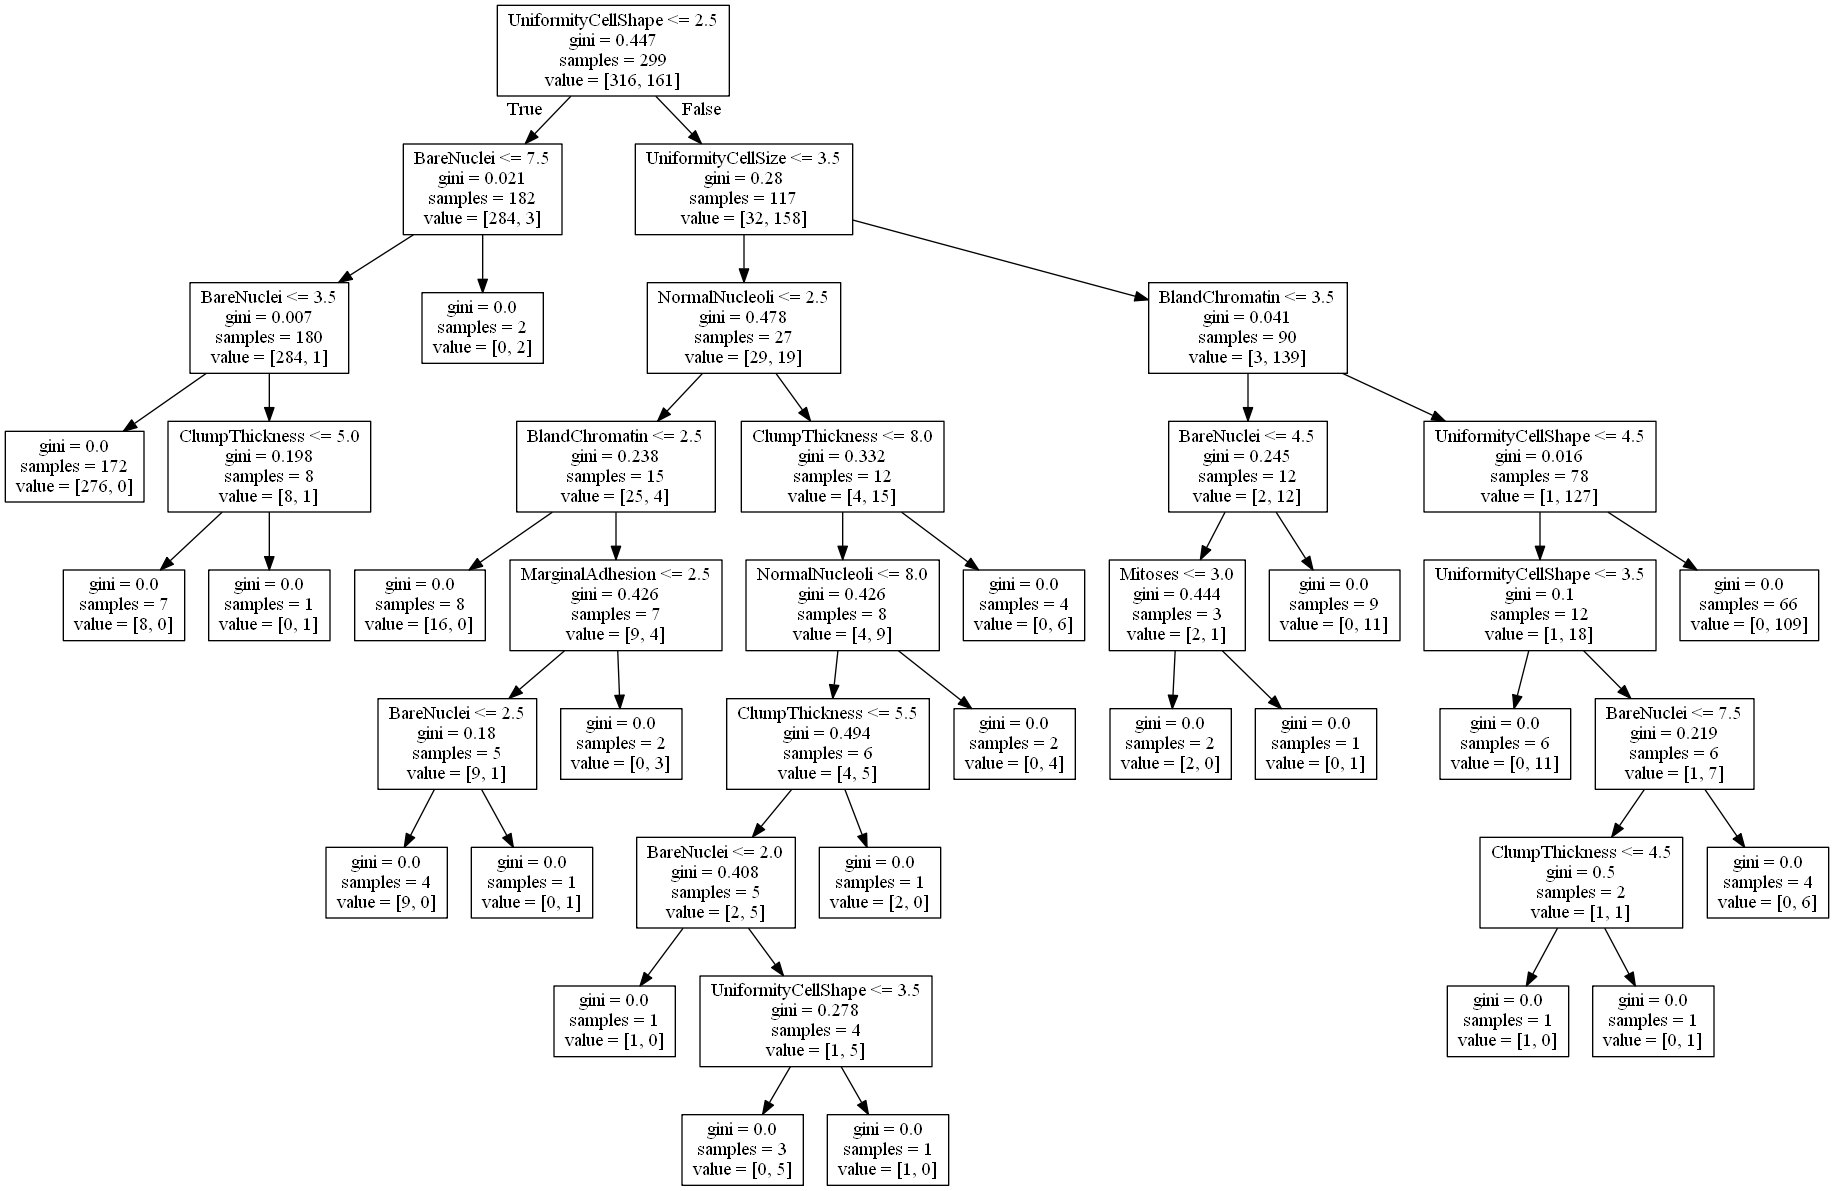 UniformityCellShape <= 2.5
gini = 0.447
samples = 299
value = [316, 161]
True
False
BareNuclei <= 7.5
gini = 0.021
samples = 182
value = [284, 3]
UniformityCellSize <= 3.5
gini = 0.28
samples = 117
value = [32, 158]
BareNuclei <= 3.5
gini = 0.007
samples = 180
value = [284, 1]
gini = 0.0
samples = 2
value = [0, 2]
NormalNucleoli <= 2.5
gini = 0.478
samples = 27
value = [29, 19]
BlandChromatin <= 3.5
gini = 0.041
samples = 90
value = [3, 139]
gini = 0.0
samples = 172
value = [276, 0]
ClumpThickness <= 5.0
gini = 0.198
samples = 8
value = [8, 1]
BlandChromatin <= 2.5
gini = 0.238
samples = 15
value = [25, 4]
ClumpThickness <= 8.0
gini = 0.332
samples = 12
value = [4, 15]
BareNuclei <= 4.5
gini = 0.245
samples = 12
value = [2, 12]
UniformityCellShape <= 4.5
gini = 0.016
samples = 78
value = [1, 127]
gini = 0.0
samples = 7
value = [8, 0]
gini = 0.0
samples = 1
value = [0, 1]
gini = 0.0
samples = 8
value = [16, 0]
MarginalAdhesion <= 2.5
gini = 0.426
samples = 7
value = [9, 4]
NormalNucleoli <= 8.0
gini = 0.426
samples = 8
value = [4, 9]
gini = 0.0
samples = 4
value = [0, 6]
Mitoses <= 3.0
gini = 0.444
samples = 3
value = [2, 1]
gini = 0.0
samples = 9
value = [0, 11]
UniformityCellShape <= 3.5
gini = 0.1
samples = 12
value = [1, 18]
gini = 0.0
samples = 66
value = [0, 109]
BareNuclei <= 2.5
gini = 0.18
samples = 5
value = [9, 1]
gini = 0.0
samples = 2
value = [0, 3]
ClumpThickness <= 5.5
gini = 0.494
samples = 6
value = [4, 5]
gini = 0.0
samples = 2
value = [0, 4]
gini = 0.0
samples = 2
value = [2, 0]
gini = 0.0
samples = 1
value = [0, 1]
gini = 0.0
samples = 6
value = [0, 11]
BareNuclei <= 7.5
gini = 0.219
samples = 6
value = [1, 7]
gini = 0.0
samples = 4
value = [9, 0]
gini = 0.0
samples = 1
value = [0, 1]
BareNuclei <= 2.0
gini = 0.408
samples = 5
value = [2, 5]
gini = 0.0
samples = 1
value = [2, 0]
ClumpThickness <= 4.5
gini = 0.5
samples = 2
value = [1, 1]
gini = 0.0
samples = 4
value = [0, 6]
gini = 0.0
samples = 1
value = [1, 0]
UniformityCellShape <= 3.5
gini = 0.278
samples = 4
value = [1, 5]
gini = 0.0
samples = 1
value = [1, 0]
gini = 0.0
samples = 1
value = [0, 1]
gini = 0.0
samples = 3
value = [0, 5]
gini = 0.0
samples = 1
value = [1, 0]